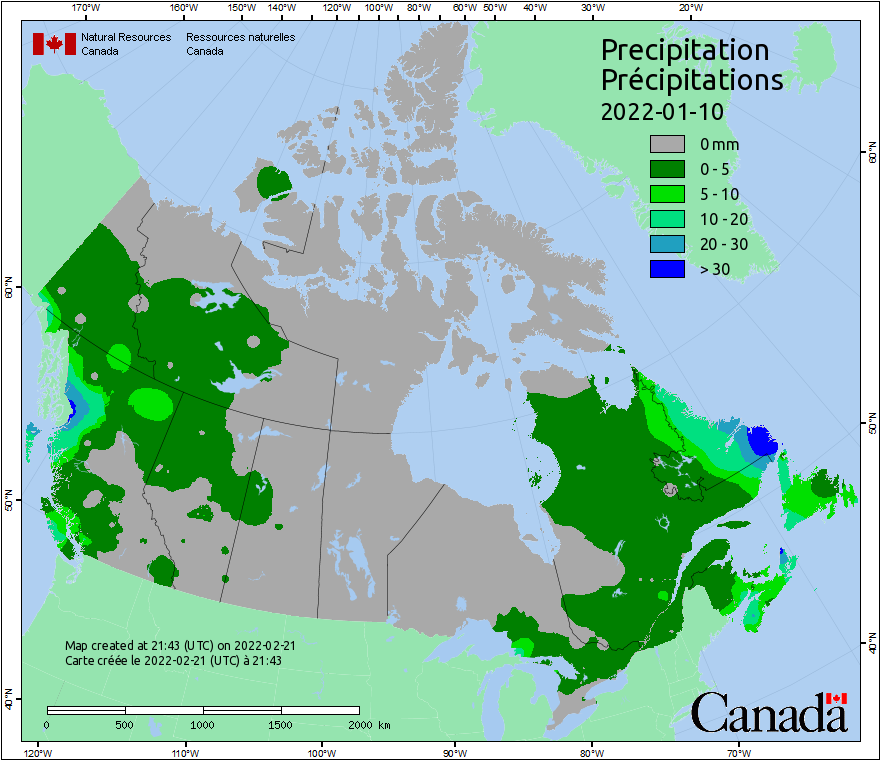 170°W 160°W 150°W 140°W 120°W 100°W 80°W 60°W 50°W 40°W 30°W 20°W
Natural Resources Ressources naturelles
Canada Canada
Precipitation
Précipitations
2022-01-10
0 mm
0 - 5
5 - 10
10 - 20
20 - 30
> 30
60°N 60°N
50°N 50°N
40°N 40°N
Map created at 21:43 (UTC) on 2022-02-21
Carte créée le 2022-02-21 (UTC) à 21:43
0 500 1000 1500 2000 km
Canada
120°W 110°W 100°W 90°W 80°W 70°W